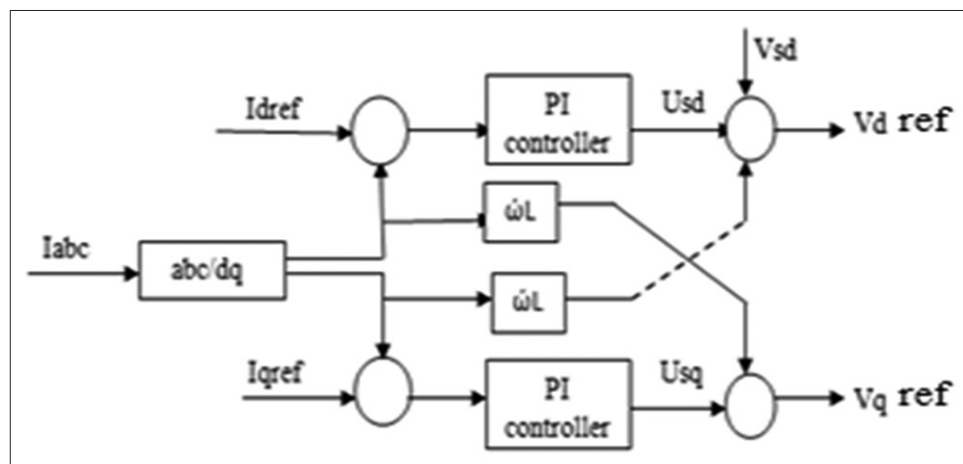 Vsd
Idref
PI
controller
Usd
Vd ref
ώL
Iabc
abc/dq
ώL
Iqref
PI
controller
Usq
Vq ref